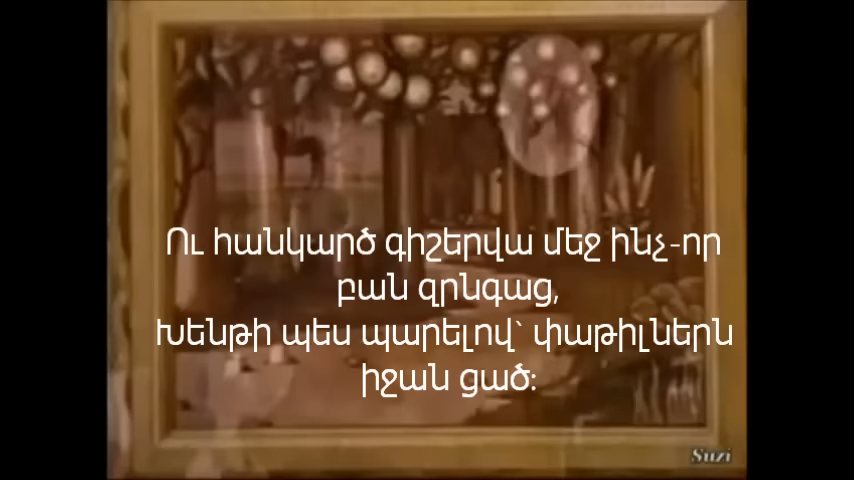 Ու հանկարծ գիշերվա մեջ ինչ-որ
բան զրնգաց,
Խենթի պես պարելով՝ փաթիլներն
իջան ցած։
Suzi